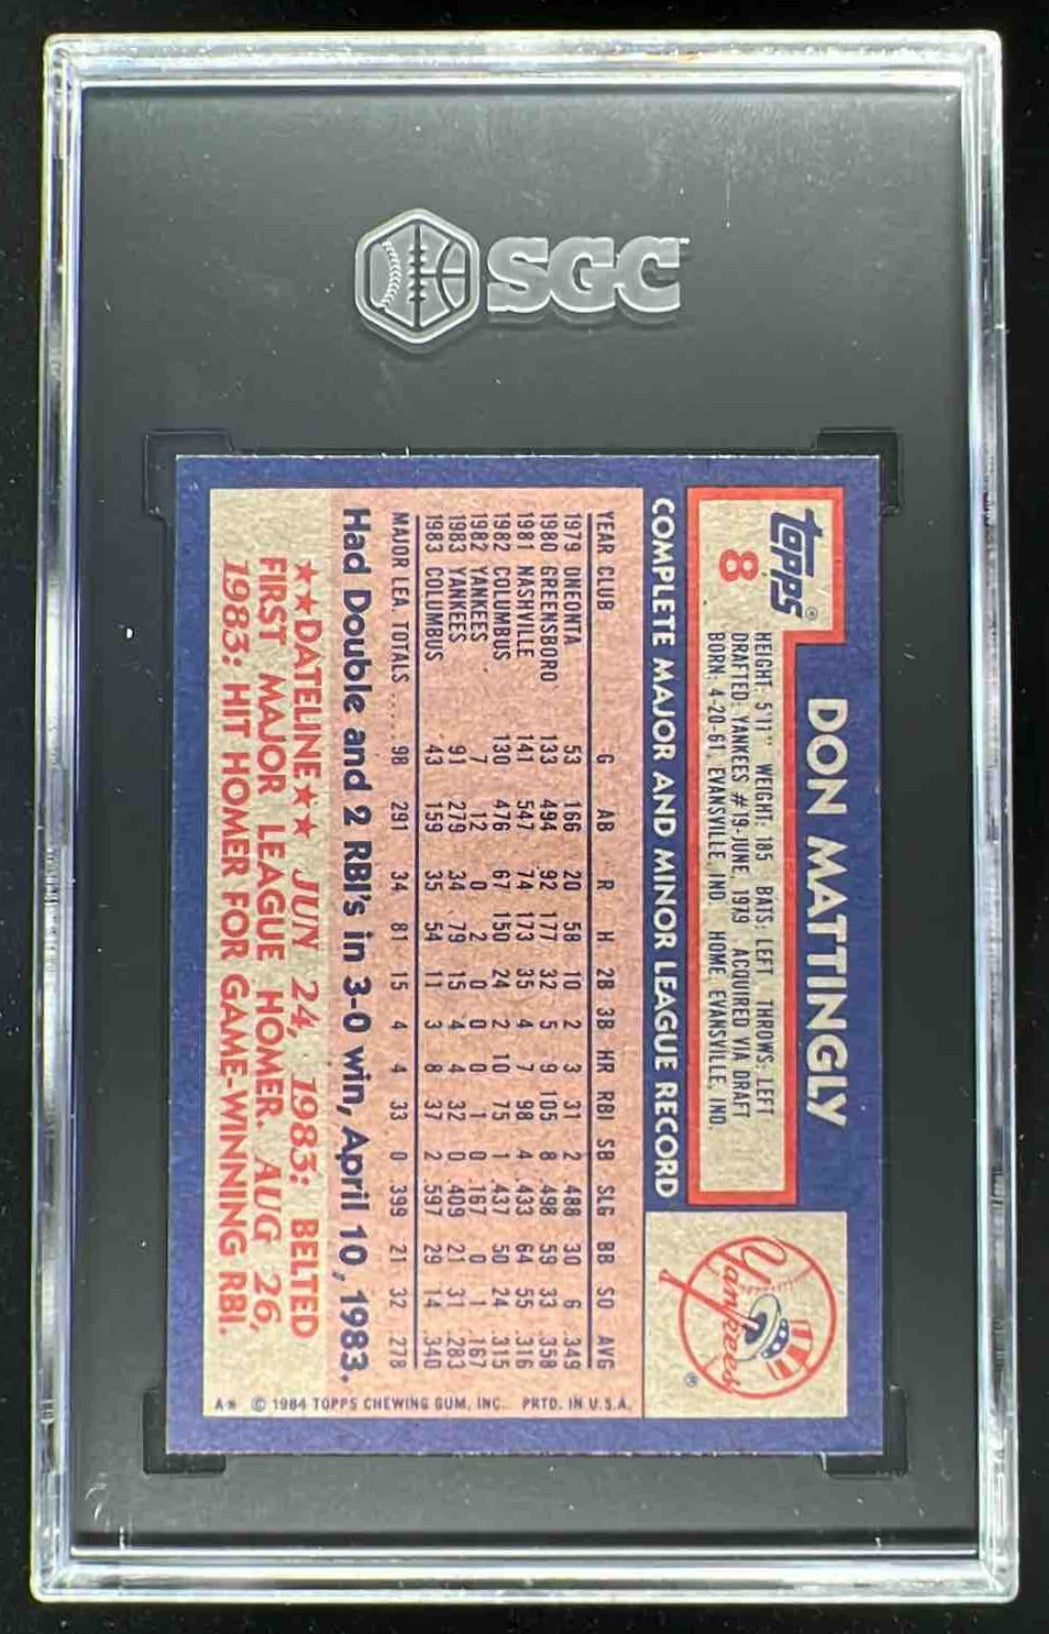 SGC
topps®
8
DON MATTINGLY
HEIGHT: 5'11" WEIGHT: 185 BATS: LEFT THROWS: LEFT
DRAFTED: YANKEES #19-JUNE, 1979 ACQUIRED VIA DRAFT
BORN: 4-20-61, EVANSVILLE, IND. HOME: EVANSVILLE, IND.
Yankees®
COMPLETE MAJOR AND MINOR LEAGUE RECORD
YEAR CLUB G AB R H 2B 3B HR RBI SB SLG BB SO AVG
1979 ONEONTA 53 166 20 58 10 2 3 31 2 .488 30 6 .349
1980 GREENSBORO 133 494 92 177 32 5 9 105 8 .498 59 33 .358
1981 NASHVILLE 141 547 74 173 35 4 7 98 4 .433 64 55 .316
1982 COLUMBUS 130 476 67 150 24 2 10 75 1 .437 50 24 .315
1982 YANKEES 7 12 0 2 0 0 0 1 0 .167 0 1 .167
1983 YANKEES 91 279 34 79 15 4 4 32 0 .409 21 31 .283
1983 COLUMBUS 43 159 35 54 11 3 8 37 2 .597 29 14 .340
MAJOR LEA. TOTALS .... 98 291 34 81 15 4 4 33 0 .399 21 32 .278
Had Double and 2 RBI's in 3-0 win, April 10, 1983.
★★DATELINE★★ JUN 24, 1983: BELTED
FIRST MAJOR LEAGUE HOMER. AUG 26,
1983: HIT HOMER FOR GAME-WINNING RBI.
A* © 1984 TOPPS CHEWING GUM, INC. PRTD. IN U.S.A.